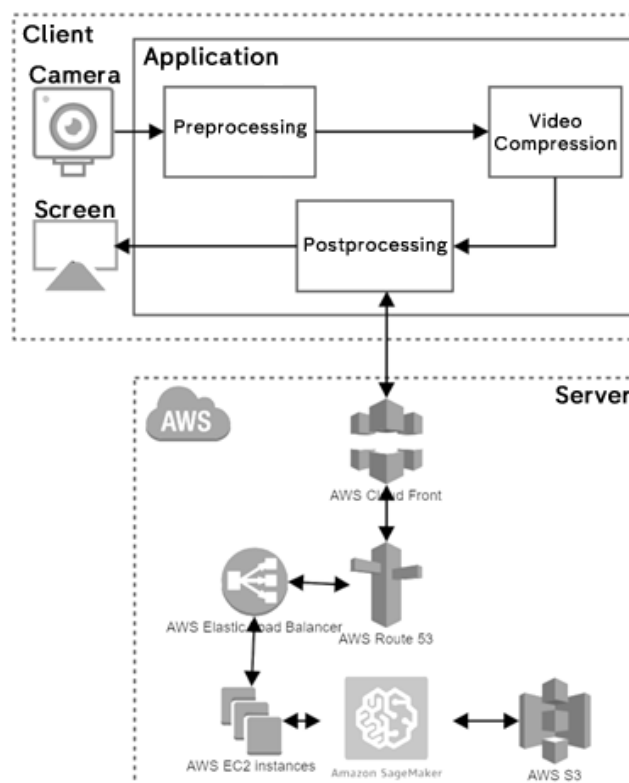 Client
Application
Camera
Preprocessing
Video
Compression
Screen
Postprocessing
AWS
Server
AWS Cloud Front
AWS Elastic Load Balancer
AWS Route 53
AWS EC2 instances
Amazon SageMaker
AWS S3